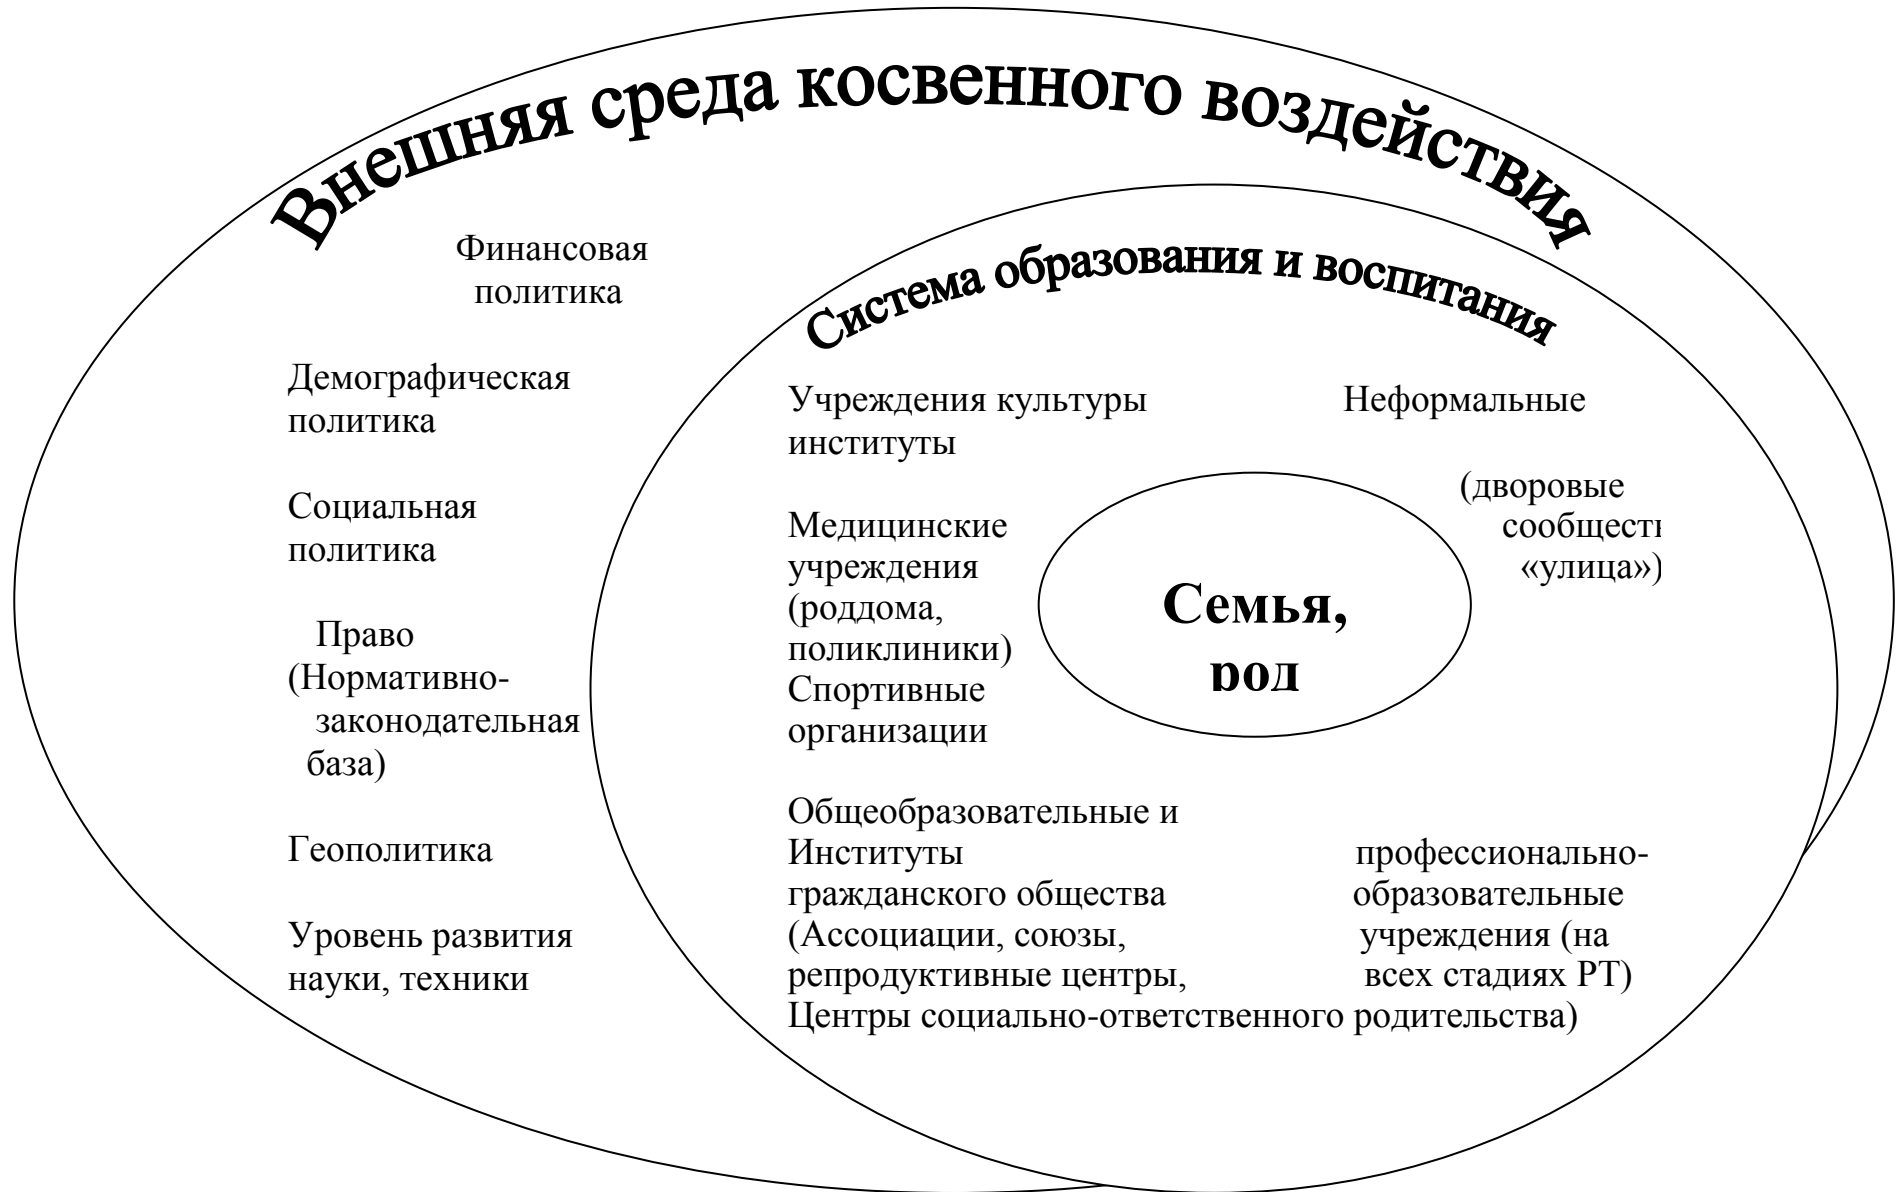 Внешняя среда косвенного воздействия
Финансовая
политика
Демографическая
политика
Социальная
политика
Право
(Нормативно-
законодательная
база)
Геополитика
Уровень развития
науки, техники
Система образования и воспитания
Учреждения культуры Неформальные
институты
(дворовые
«улица»)
Медицинские
учреждения
(роддома,
поликлиники)
Спортивные
организации
Семья,
род
Общеобразовательные и
Институты профессионально-
гражданского общества образовательные
(Ассоциации, союзы, учреждения (на
репродуктивные центры, всех стадиях РТ)
Центры социально-ответственного родительства)